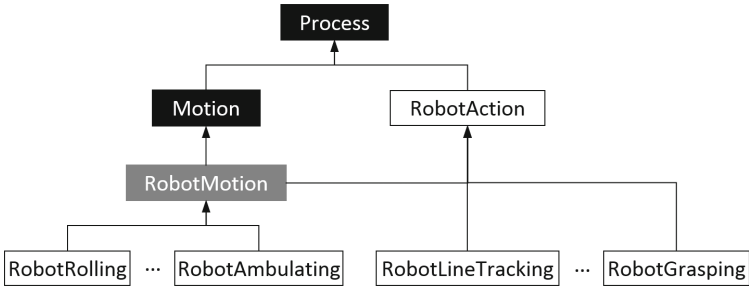 Process
Motion
RobotAction
RobotMotion
RobotRolling ... RobotAmbulating RobotLineTracking ... RobotGrasping